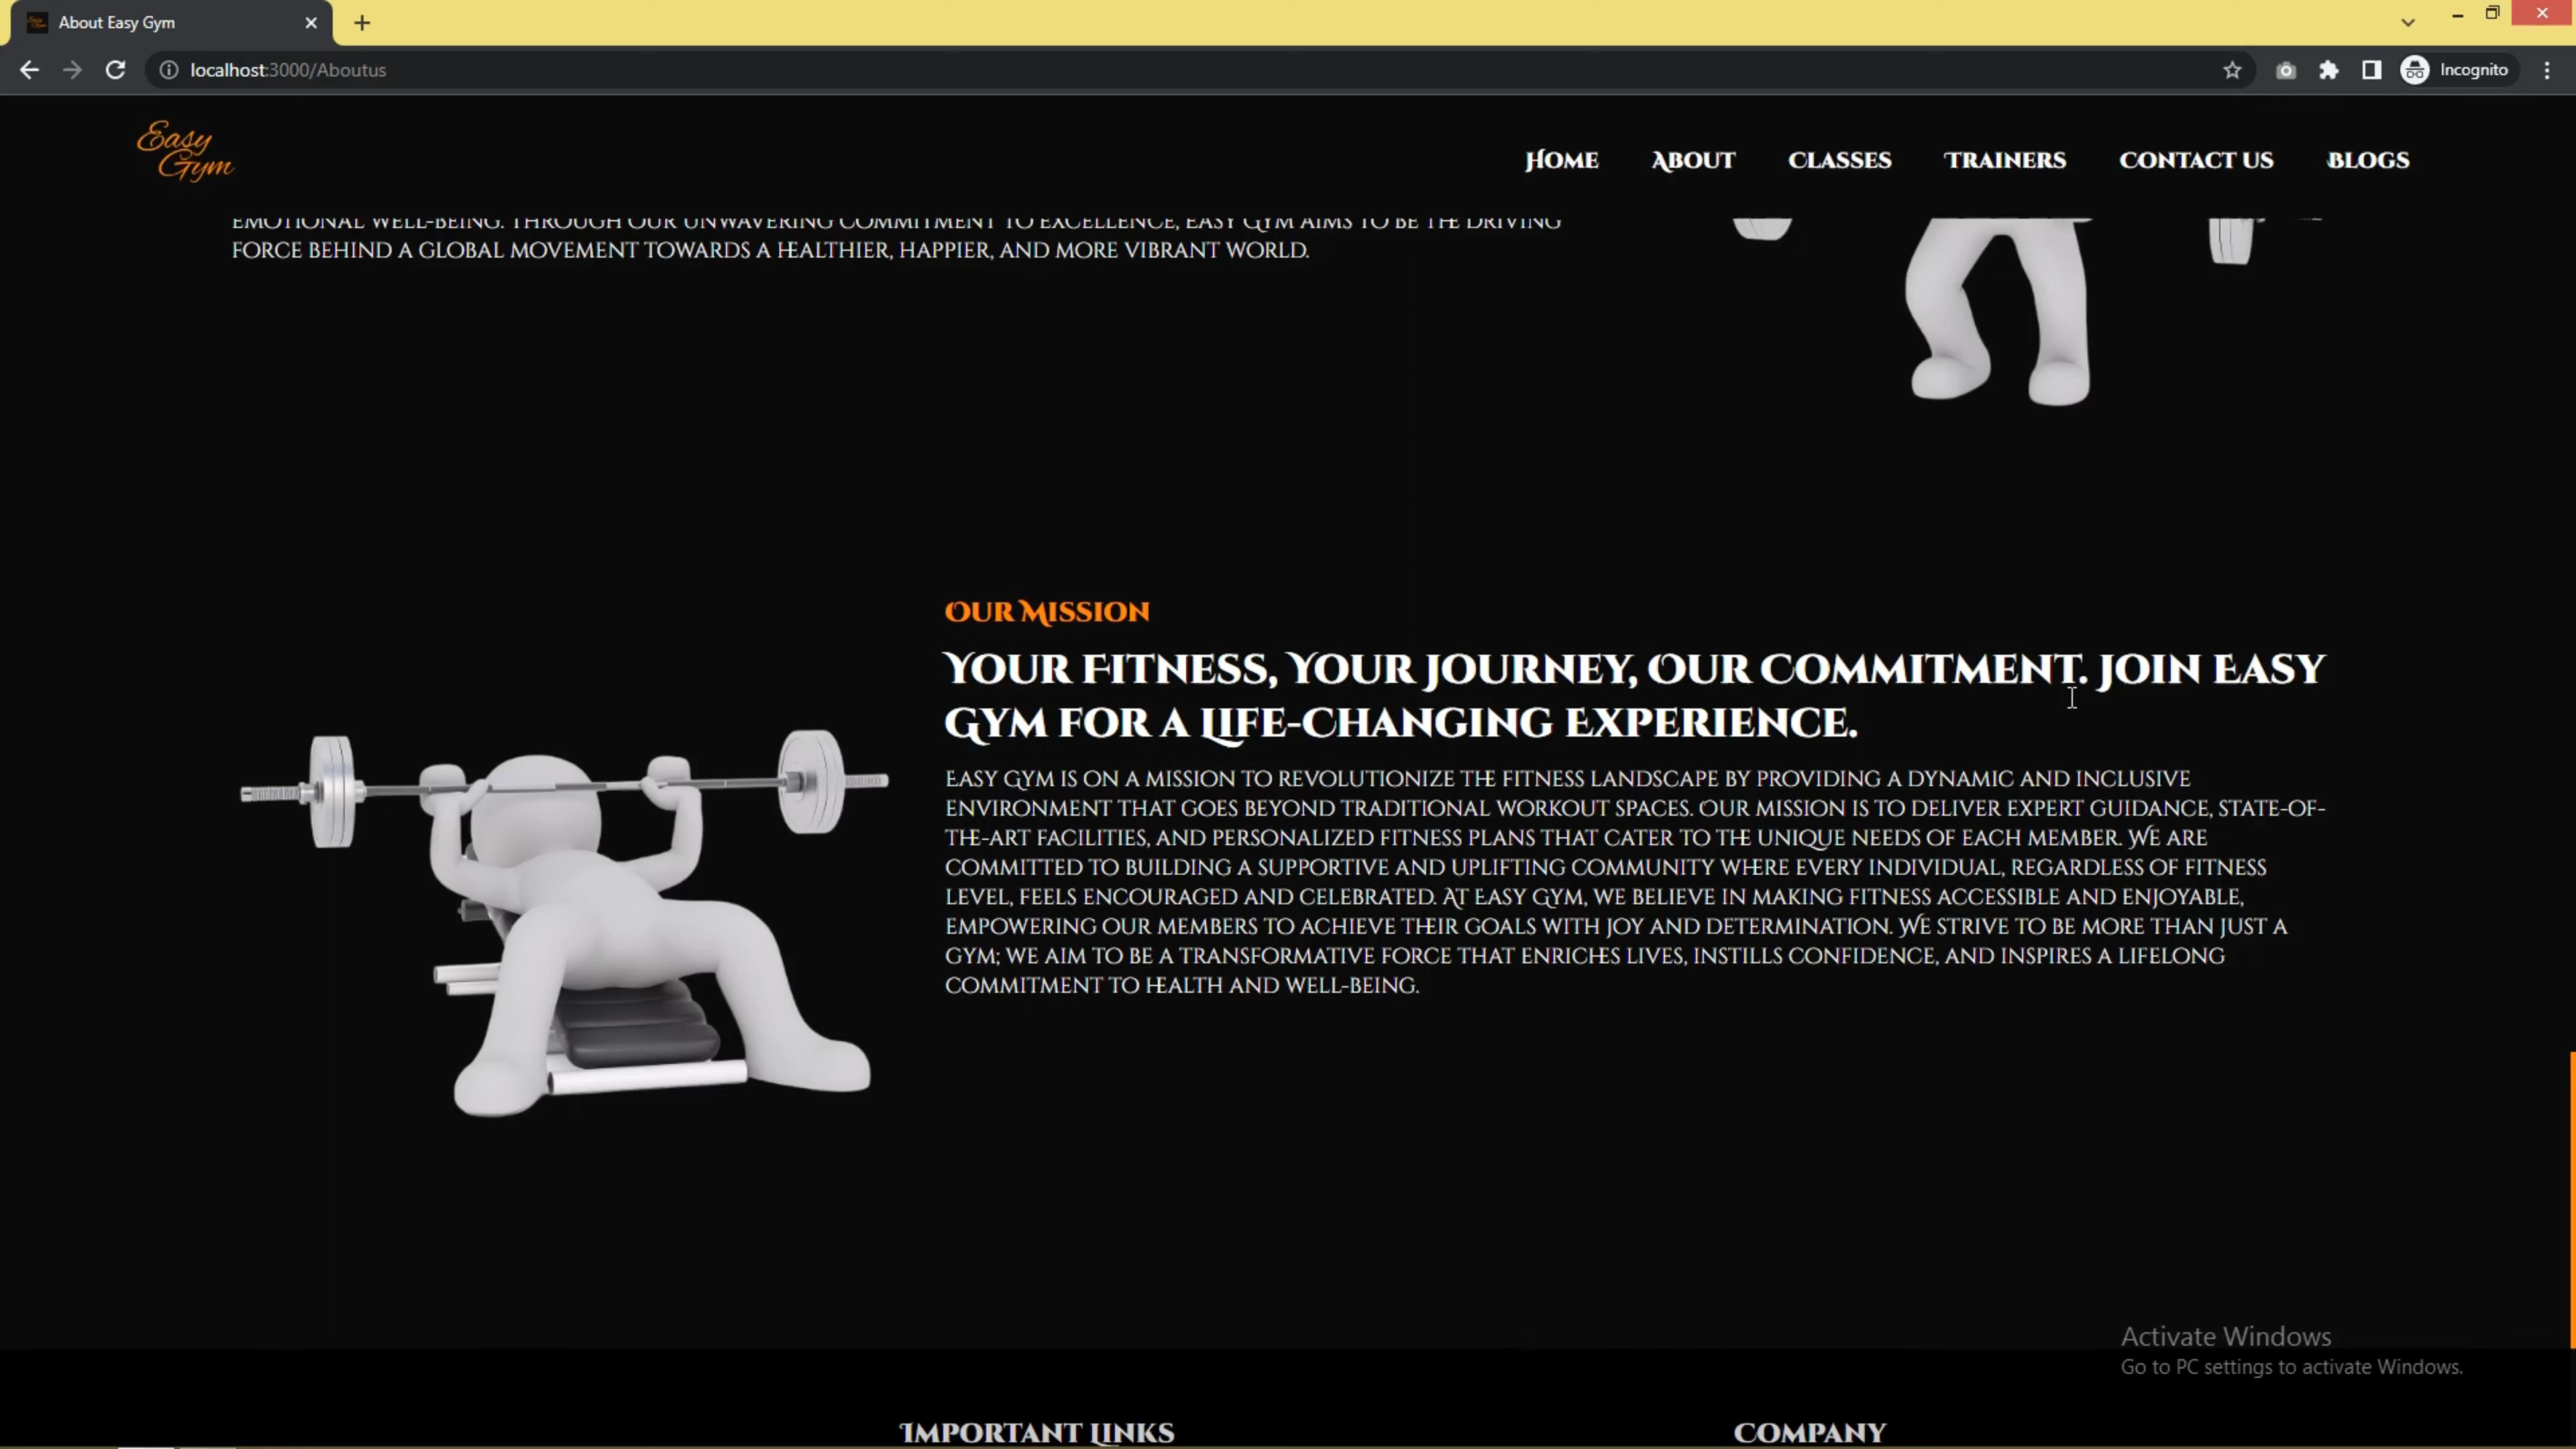 About Easy Gym
localhost:3000/Aboutus
Incognito
Easy
Gym
Home About Classes Trainers Contact us Blogs
emotional well-being. Through our unwavering commitment to excellence, Easy Gym aims to be the driving
force behind a global movement towards a healthier, happier, and more vibrant world.
Our Mission
Your Fitness, Your Journey, Our Commitment. Join Easy
Gym for a Life-Changing Experience.
Easy Gym is on a mission to revolutionize the fitness landscape by providing a dynamic and inclusive
environment that goes beyond traditional workout spaces. Our mission is to deliver expert guidance, state-of-
the-art facilities, and personalized fitness plans that cater to the unique needs of each member. We are
committed to building a supportive and uplifting community where every individual, regardless of fitness
level, feels encouraged and celebrated. At Easy Gym, we believe in making fitness accessible and enjoyable,
empowering our members to achieve their goals with joy and determination. We strive to be more than just a
gym; we aim to be a transformative force that enriches lives, instills confidence, and inspires a lifelong
commitment to health and well-being.
Activate Windows
Go to PC settings to activate Windows.
Important Links Company